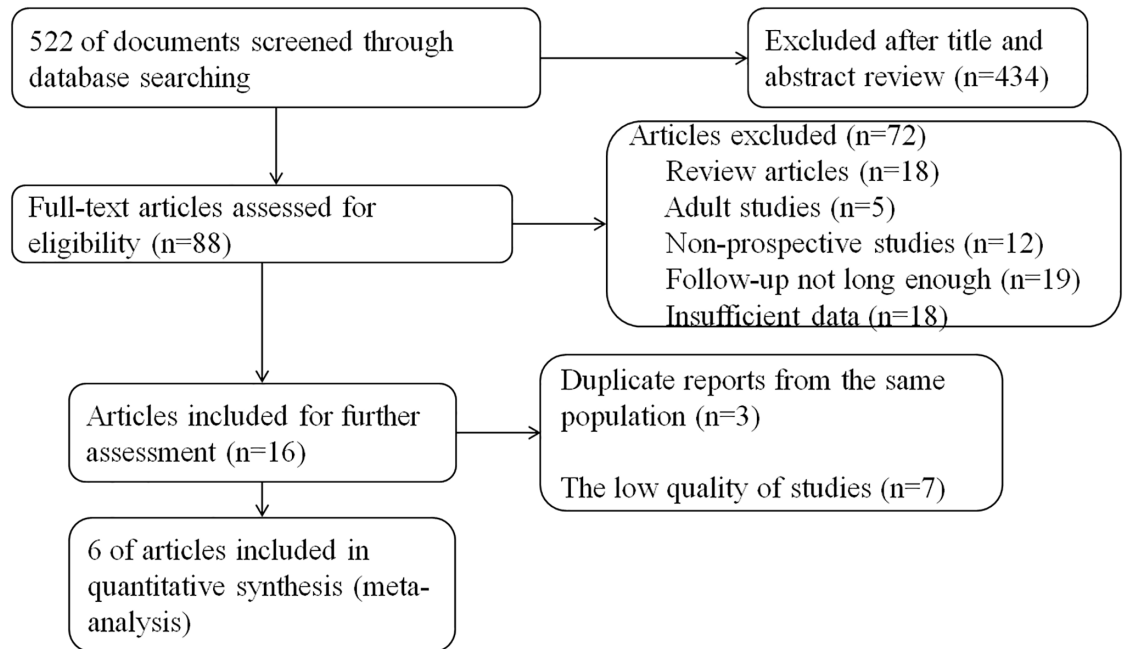 522 of documents screened through
database searching
Excluded after title and
abstract review (n=434)
Full-text articles assessed for
eligibility (n=88)
Articles excluded (n=72)
Review articles (n=18)
Adult studies (n=5)
Non-prospective studies (n=12)
Follow-up not long enough (n=19)
Insufficient data (n=18)
Articles included for further
assessment (n=16)
Duplicate reports from the same
population (n=3)
The low quality of studies (n=7)
6 of articles included in
quantitative synthesis (meta-
analysis)